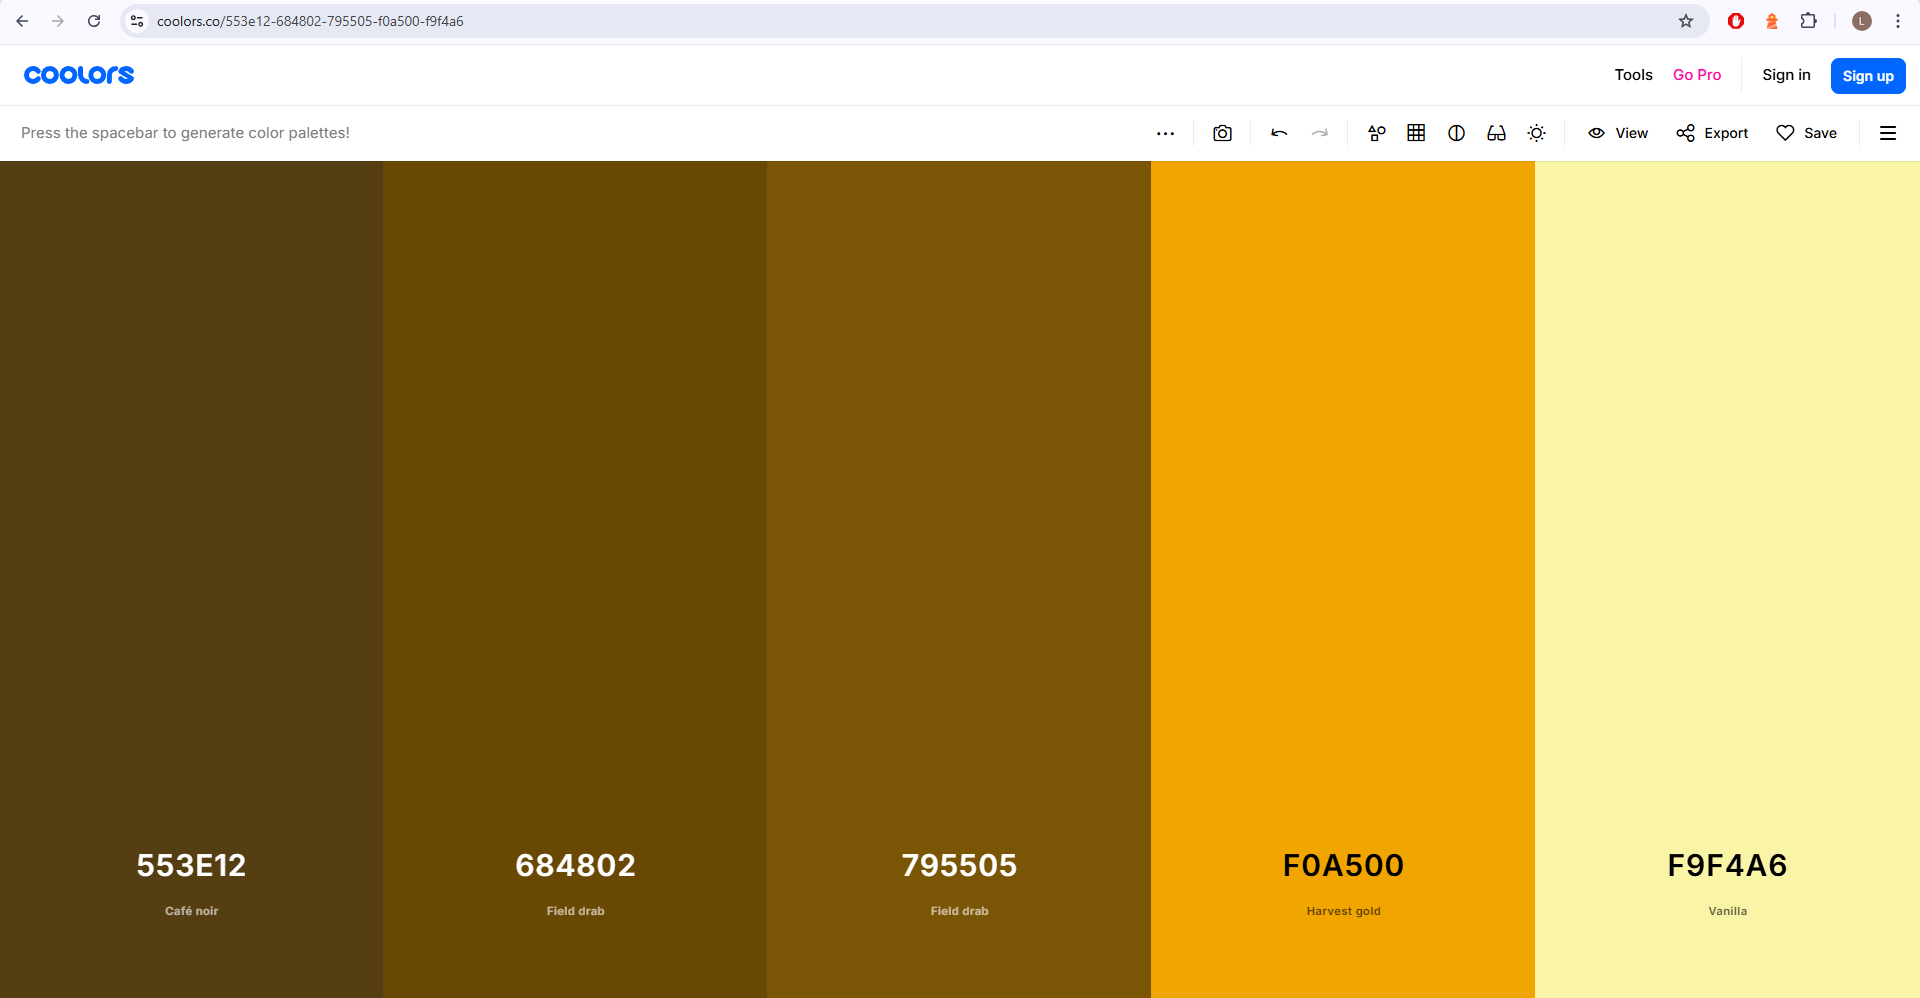 coolors.co/553e12-684802-795505-f0a500-f9f4a6
L
coolors
Tools Go Pro Sign in Sign up
Press the spacebar to generate color palettes!
View Export Save
553E12 684802 795505 F0A500 F9F4A6
Café noir Field drab Field drab Harvest gold Vanilla